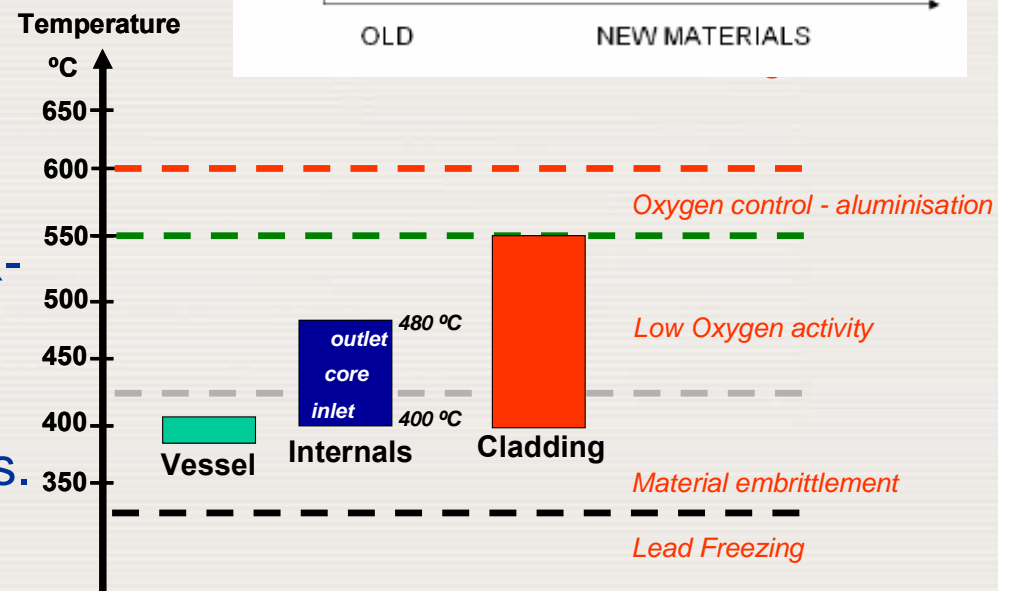 OLD NEW MATERIALS
Temperature
ºC
650
600
Oxygen control - aluminisation
550
500
480 ºC
outlet
Low Oxygen activity
450
core
inlet
400 ºC
400
Internals
Cladding
Vessel
s.
350
Material embrittlement
Lead Freezing